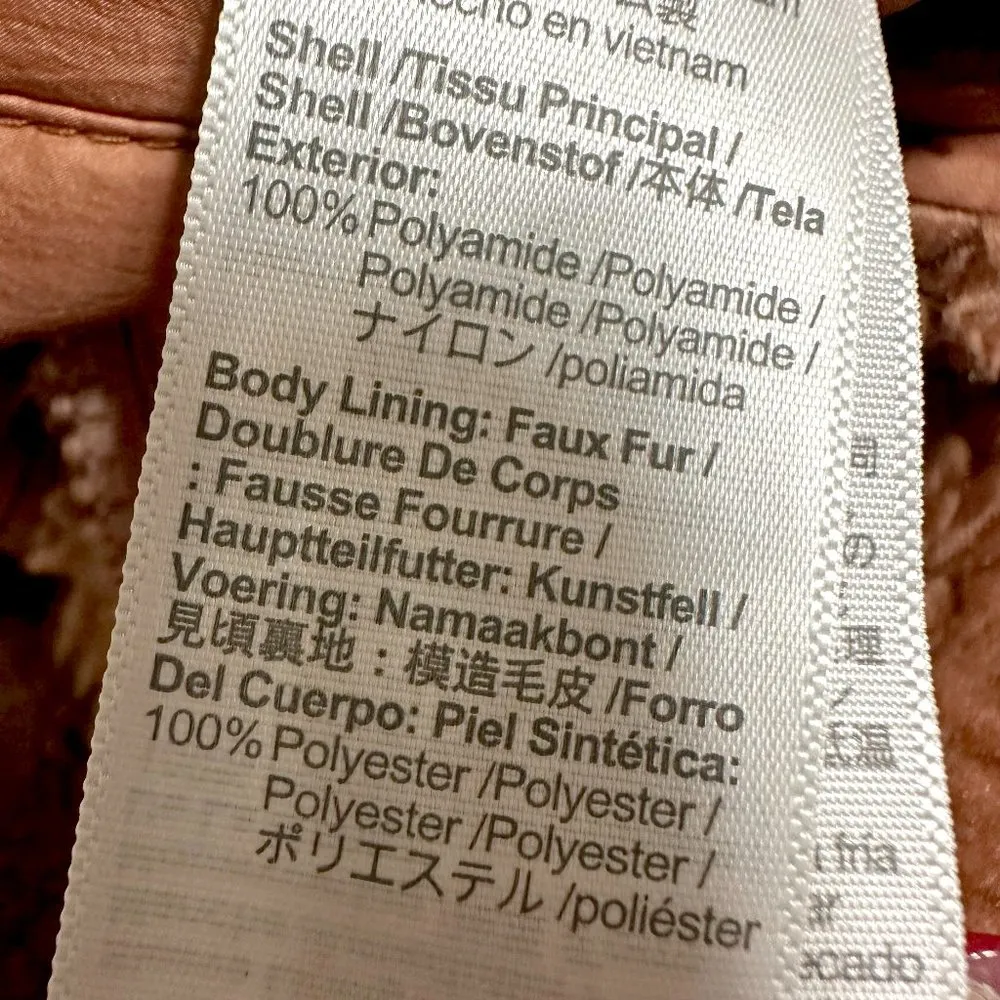 en vietnam
Shell /Tissu Principal /
Shell /Bovenstof /本体 /Tela
Exterior:
100% Polyamide /Polyamide /
Polyamide /Polyamide /
ナイロン /poliamida
Body Lining: Faux Fur /
Doublure De Corps
: Fausse Fourrure /
Hauptteilfutter: Kunstfell /
Voering: Namaakbont /
見頃裏地：模造毛皮 /Forro
Del Cuerpo: Piel Sintética:
100% Polyester /Polyester /
Polyester /Polyester /
ポリエステル /poliéster